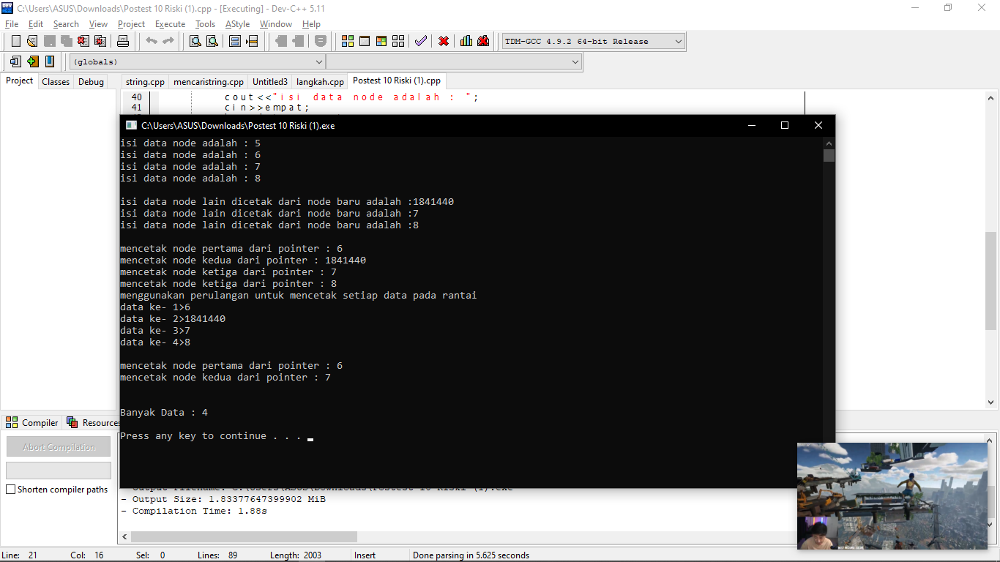 C:\Users\ASUS\Downloads\Postest 10 Riski (1).cpp - [Executing] - Dev-C++ 5.11
File Edit Search View Project Execute Tools AStyle Window Help
TDM-GCC 4.9.2 64-bit Release
(globals)
Project Classes Debug
string.cpp mencaristring.cpp Untitled3 langkah.cpp Postest 10 Riski (1).cpp
40 cout<<"isi data node adalah : ";
41 cin>>empat;
C:\Users\ASUS\Downloads\Postest 10 Riski (1).exe
isi data node adalah : 5
isi data node adalah : 6
isi data node adalah : 7
isi data node adalah : 8
isi data node lain dicetak dari node baru adalah :1841440
isi data node lain dicetak dari node baru adalah :7
isi data node lain dicetak dari node baru adalah :8
mencetak node pertama dari pointer : 6
mencetak node kedua dari pointer : 1841440
mencetak node ketiga dari pointer : 7
mencetak node ketiga dari pointer : 8
menggunakan perulangan untuk mencetak setiap data pada rantai
data ke- 1>6
data ke- 2>1841440
data ke- 3>7
data ke- 4>8
mencetak node pertama dari pointer : 6
mencetak node kedua dari pointer : 7
Banyak Data : 4
Press any key to continue . . .
Compiler Resources
Abort Compilation
Shorten compiler paths
- Output Filename: C:\Users\ASUS\Downloads\Postest 10 Riski (1).exe
- Output Size: 1.83377647399902 MiB
- Compilation Time: 1.88s
Line: 21 Col: 16 Sel: 0 Lines: 89 Length: 2003 Insert Done parsing in 5.625 seconds